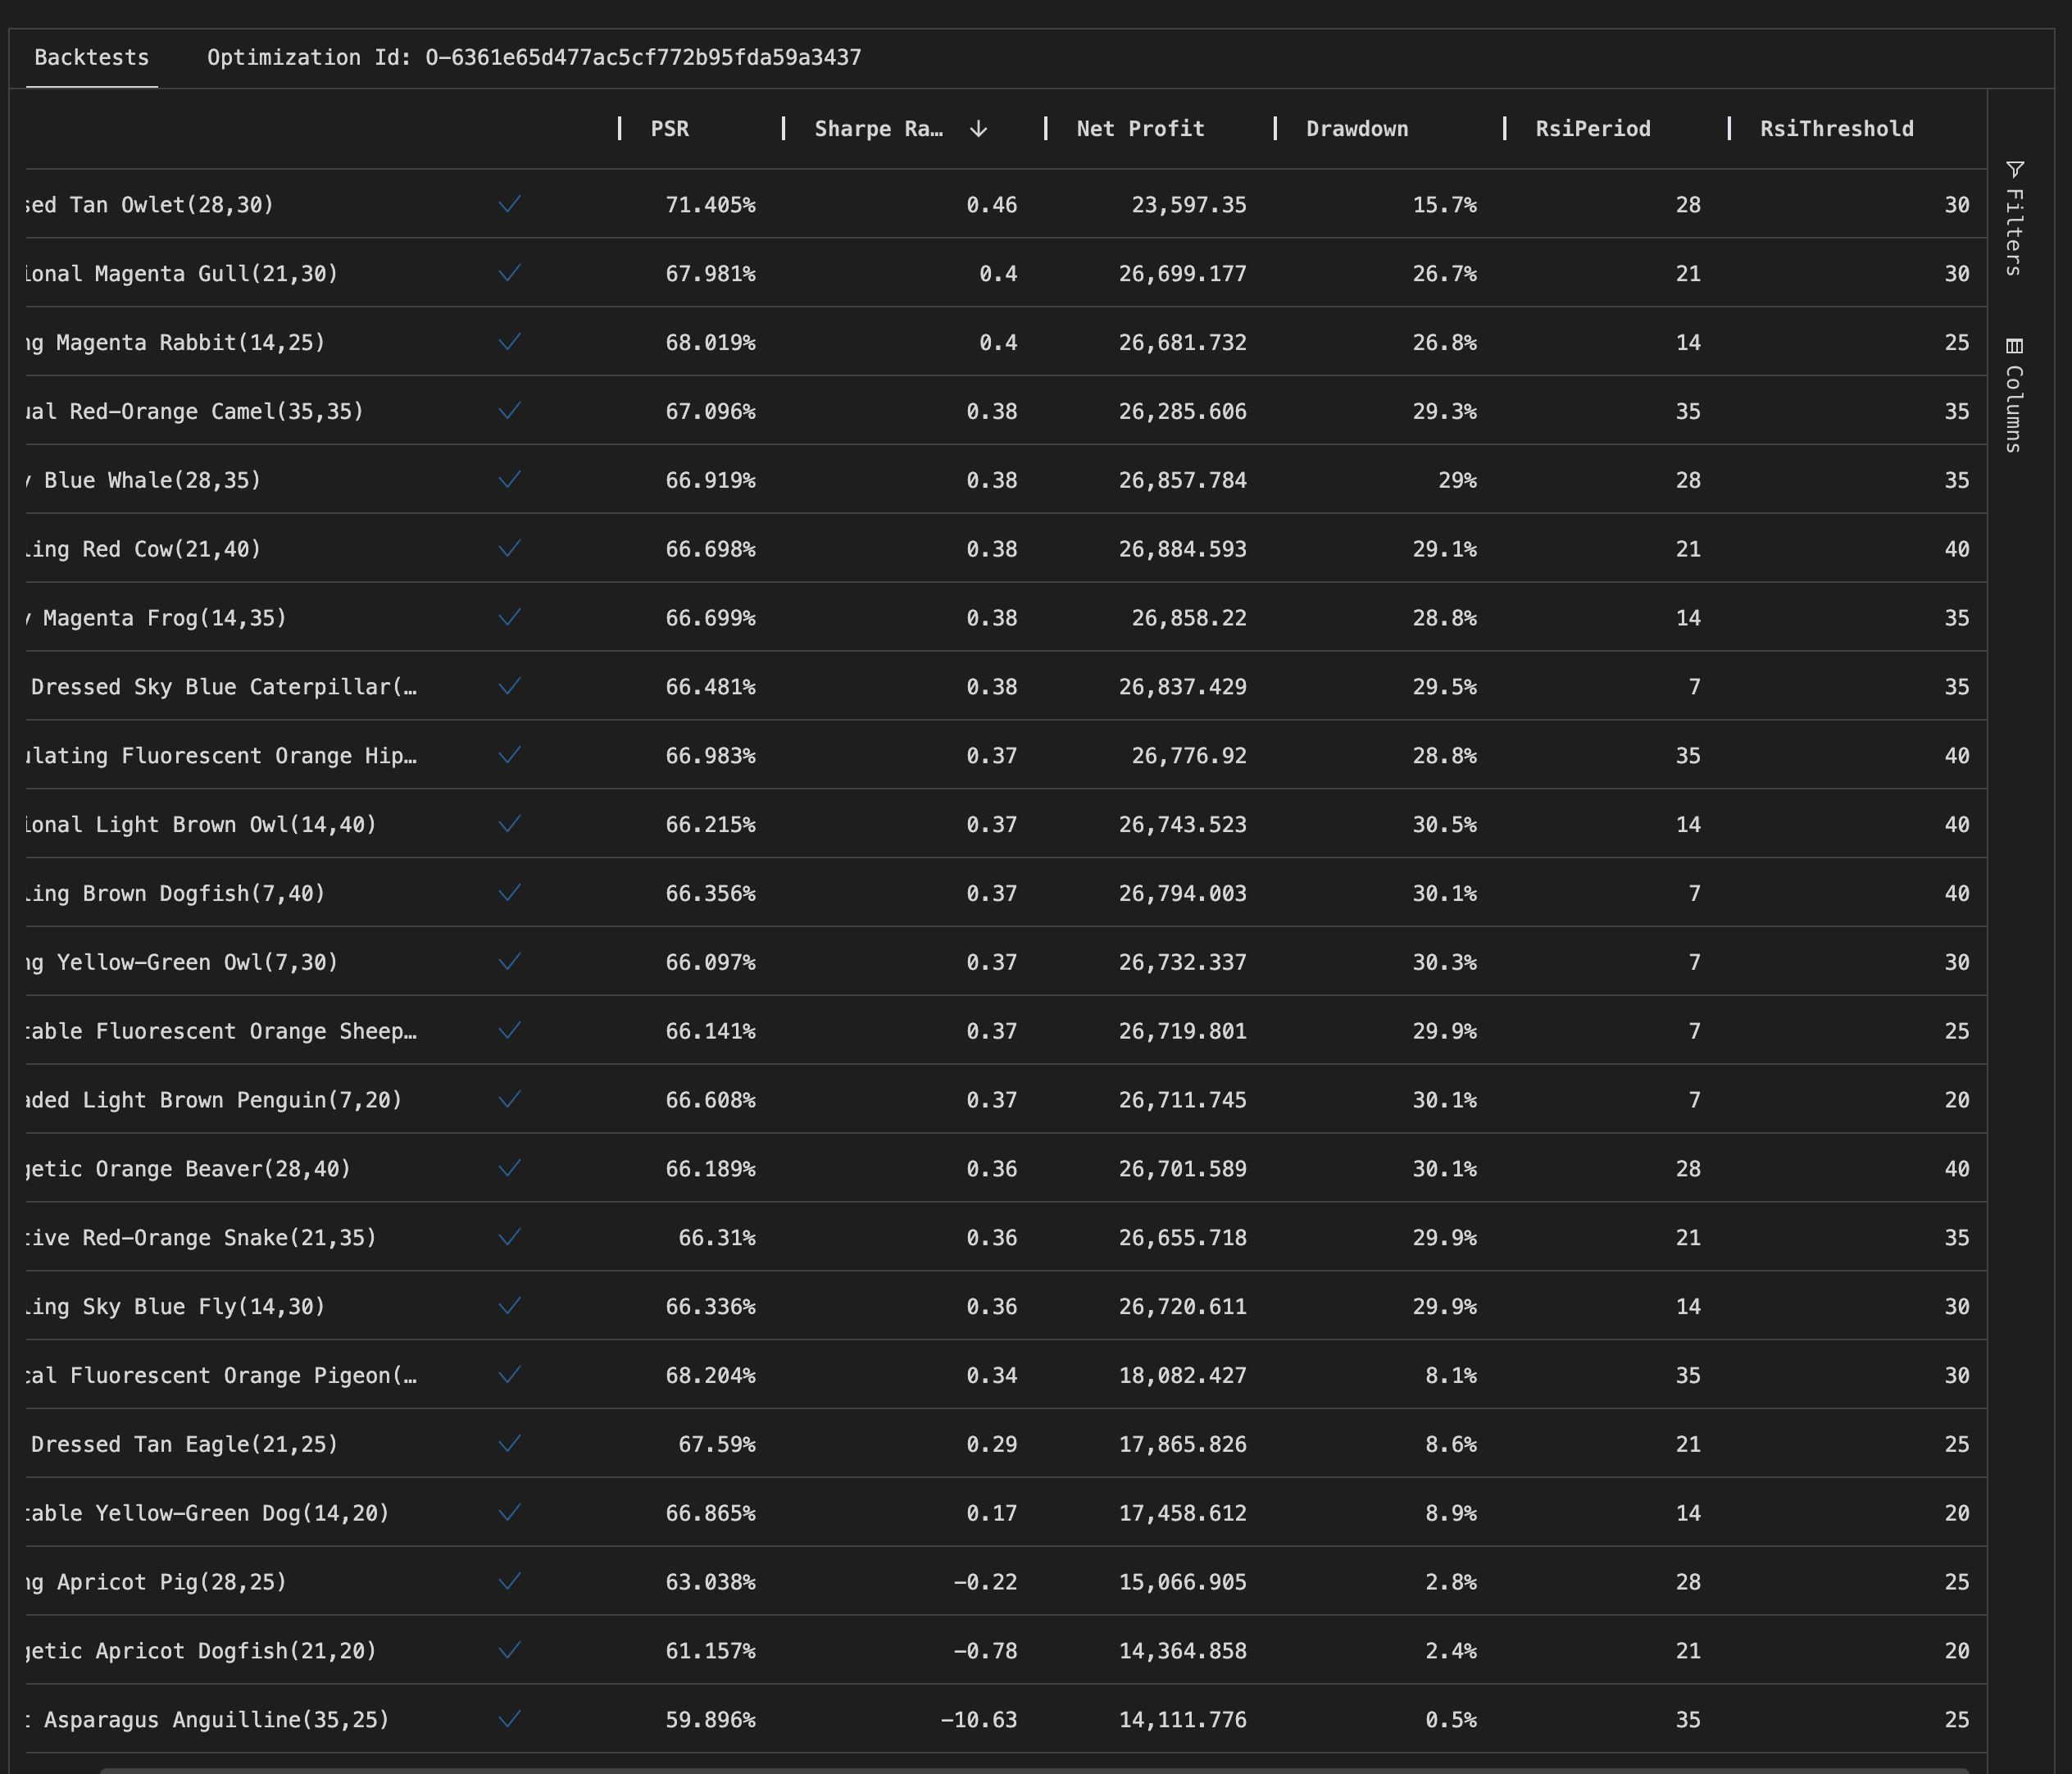 Backtests Optimization Id: O-6361e65d477ac5cf772b95fda59a3437
PSR Sharpe Ra… Net Profit Drawdown RsiPeriod RsiThreshold
sed Tan Owlet(28,30) 71.405% 0.46 23,597.35 15.7% 28 30
ional Magenta Gull(21,30) 67.981% 0.4 26,699.177 26.7% 21 30
ng Magenta Rabbit(14,25) 68.019% 0.4 26,681.732 26.8% 14 25
ual Red-Orange Camel(35,35) 67.096% 0.38 26,285.606 29.3% 35 35
y Blue Whale(28,35) 66.919% 0.38 26,857.784 29% 28 35
ling Red Cow(21,40) 66.698% 0.38 26,884.593 29.1% 21 40
y Magenta Frog(14,35) 66.699% 0.38 26,858.22 28.8% 14 35
Dressed Sky Blue Caterpillar(… 66.481% 0.38 26,837.429 29.5% 7 35
ulating Fluorescent Orange Hip… 66.983% 0.37 26,776.92 28.8% 35 40
ional Light Brown Owl(14,40) 66.215% 0.37 26,743.523 30.5% 14 40
ling Brown Dogfish(7,40) 66.356% 0.37 26,794.003 30.1% 7 40
ng Yellow-Green Owl(7,30) 66.097% 0.37 26,732.337 30.3% 7 30
table Fluorescent Orange Sheep… 66.141% 0.37 26,719.801 29.9% 7 25
aded Light Brown Penguin(7,20) 66.608% 0.37 26,711.745 30.1% 7 20
getic Orange Beaver(28,40) 66.189% 0.36 26,701.589 30.1% 28 40
tive Red-Orange Snake(21,35) 66.31% 0.36 26,655.718 29.9% 21 35
ling Sky Blue Fly(14,30) 66.336% 0.36 26,720.611 29.9% 14 30
cal Fluorescent Orange Pigeon(… 68.204% 0.34 18,082.427 8.1% 35 30
Dressed Tan Eagle(21,25) 67.59% 0.29 17,865.826 8.6% 21 25
table Yellow-Green Dog(14,20) 66.865% 0.17 17,458.612 8.9% 14 20
ng Apricot Pig(28,25) 63.038% -0.22 15,066.905 2.8% 28 25
getic Apricot Dogfish(21,20) 61.157% -0.78 14,364.858 2.4% 21 20
t Asparagus Anguilline(35,25) 59.896% -10.63 14,111.776 0.5% 35 25
Filters
Columns